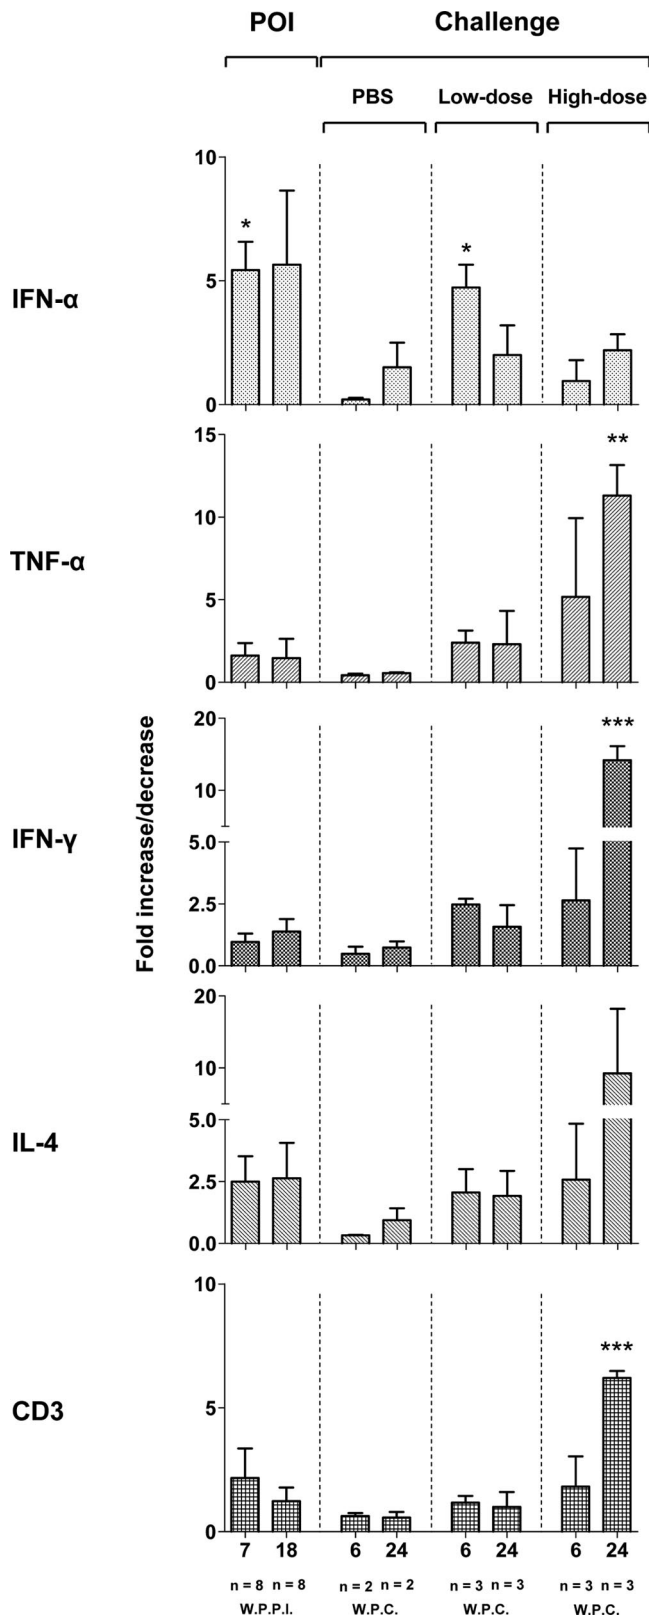 POI Challenge
PBS Low-dose High-dose
IFN-α
10
5
0
* *
TNF-α
15
10
5
0
**
Fold increase/decrease
IFN-γ
20
10
5.0
2.5
0.0
***
IL-4
20
10
5.0
2.5
0.0
CD3
10
5
0
***
7 18 6 24 6 24 6 24
n = 8 n = 8 n = 2 n = 2 n = 3 n = 3 n = 3 n = 3
W.P.P.I. W.P.C. W.P.C. W.P.C.